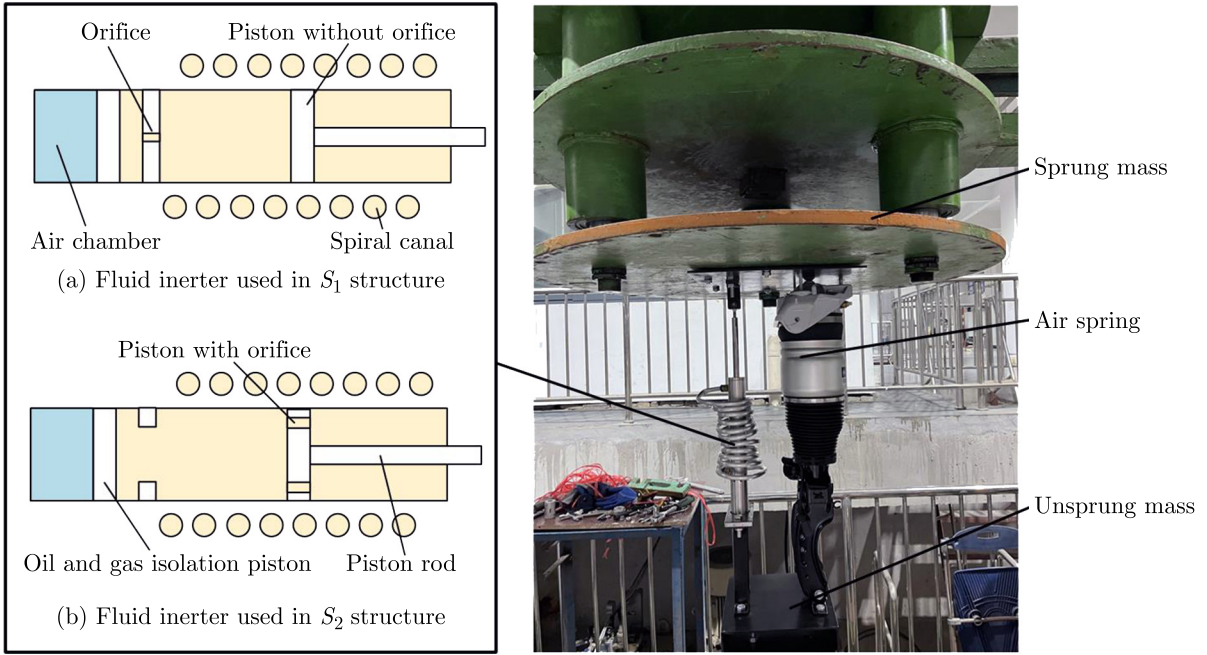 Orifice
Piston without orifice
Air chamber
Spiral canal
(a) Fluid inerter used in S1 structure
Piston with orifice
Oil and gas isolation piston
Piston rod
(b) Fluid inerter used in S2 structure
Sprung mass
Air spring
Unsprung mass